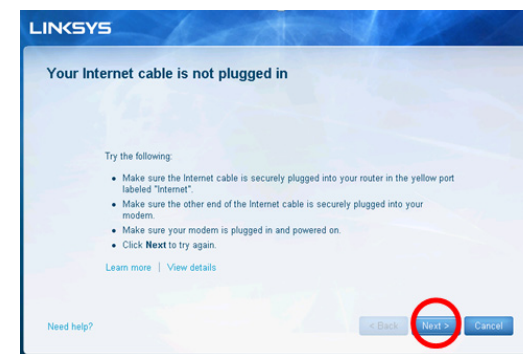 LINKSYS
Your Internet cable is not plugged in
Try the following:
• Make sure the Internet cable is securely plugged into your router in the yellow port
labeled "Internet".
• Make sure the other end of the Internet cable is securely plugged into your
modem.
• Make sure your modem is plugged in and powered on.
• Click Next to try again.
Learn more | View details
Need help? < Back Next > Cancel